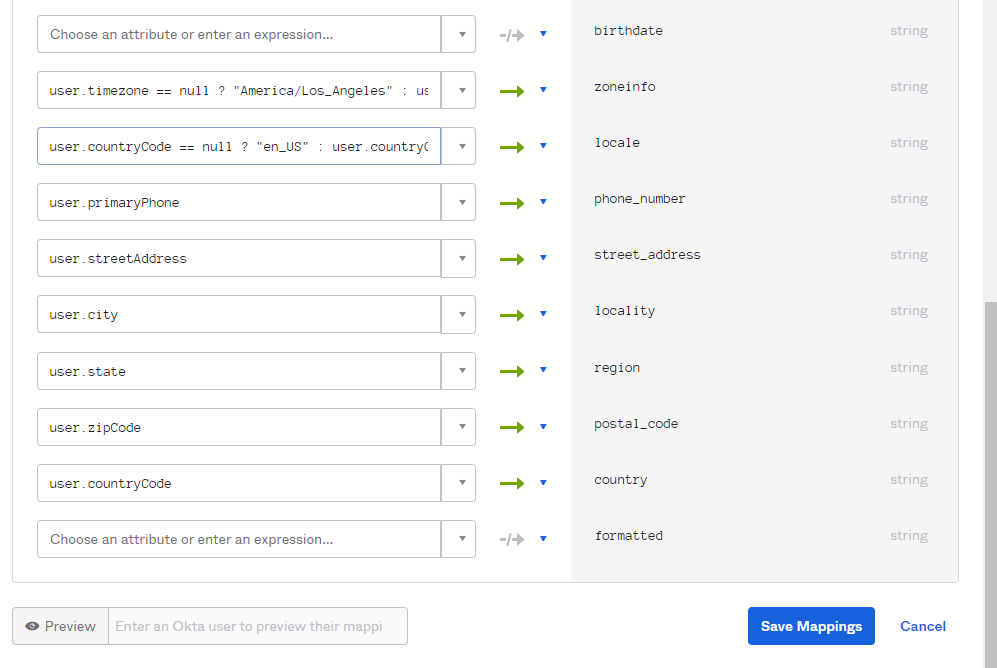 Choose an attribute or enter an expression... birthdate string
user.timezone == null ? "America/Los_Angeles" : us zoneinfo string
user.countryCode == null ? "en_US" : user.countryC locale string
user.primaryPhone phone_number string
user.streetAddress street_address string
user.city locality string
user.state region string
user.zipCode postal_code string
user.countryCode country string
Choose an attribute or enter an expression... formatted string
Preview Enter an Okta user to preview their mappi Save Mappings Cancel